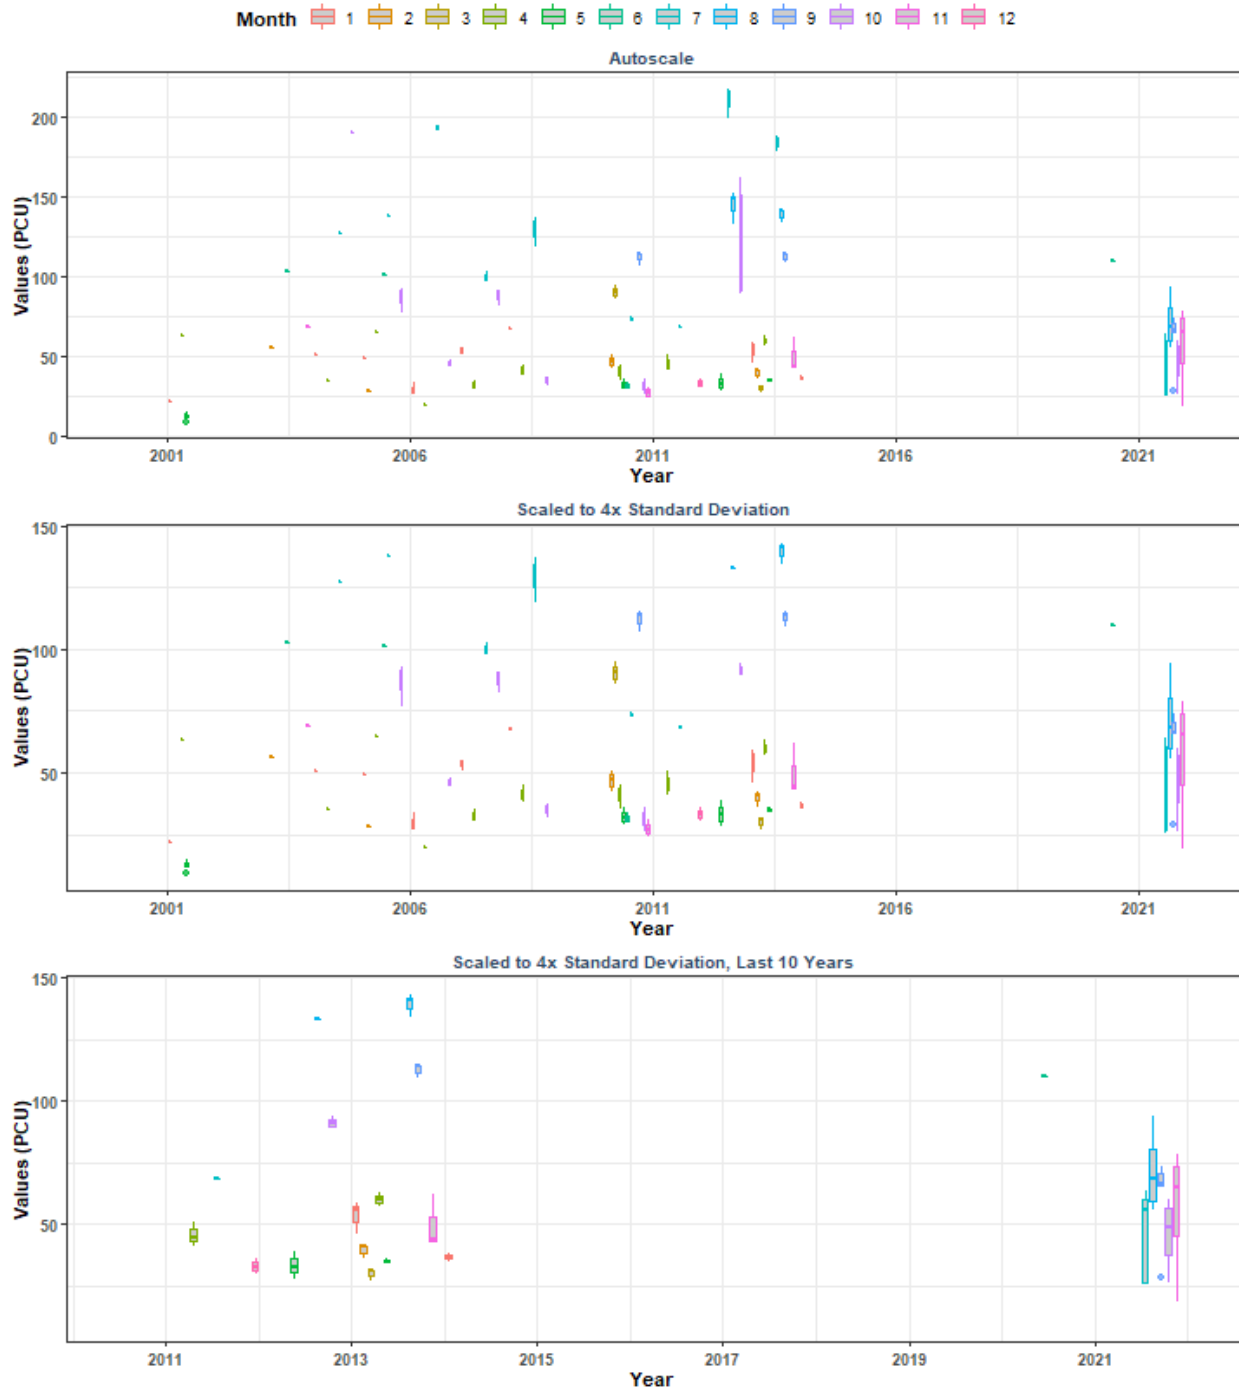 Month 1 2 3 4 5 6 7 8 9 10 11 12
Autoscale
Values (PCU)
200
150
100
50
0
2001 2006 2011 2016 2021
Year
Scaled to 4x Standard Deviation
Values (PCU)
150
100
50
2001 2006 2011 2016 2021
Year
Scaled to 4x Standard Deviation, Last 10 Years
Values (PCU)
150
100
50
2011 2013 2015 2017 2019 2021
Year